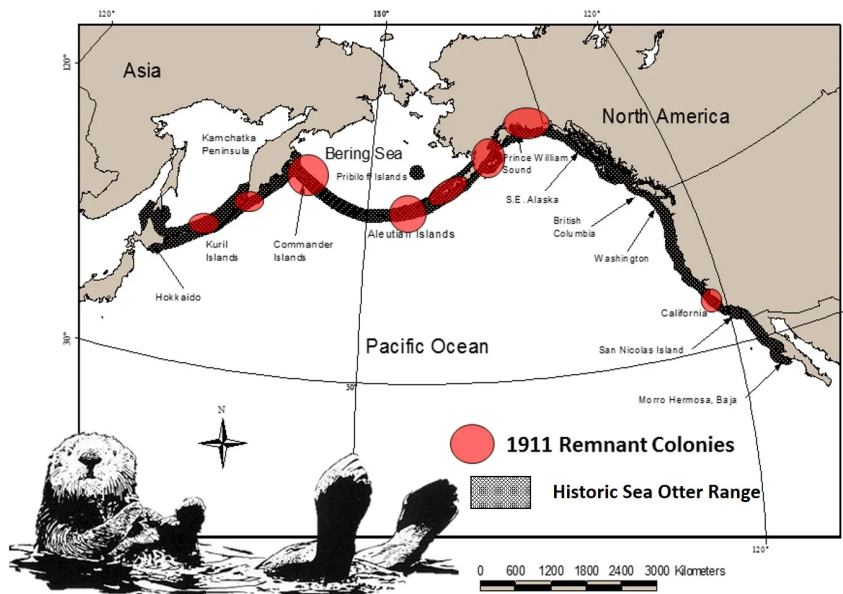 120°
180°
120°
120°
Asia
North America
Kamchatka
Peninsula
Bering Sea
Pribiloff Islands
Prince William
Sound
S.E. Alaska
British
Columbia
Aleutian Islands
Kuril
Islands
Commander
Islands
Washington
Hokkaido
California
30°
Pacific Ocean
San Nicolas Island
30°
Morro Hermosa, Baja
N
1911 Remnant Colonies
Historic Sea Otter Range
120°
0 600 1200 1800 2400 3000 Kilometers